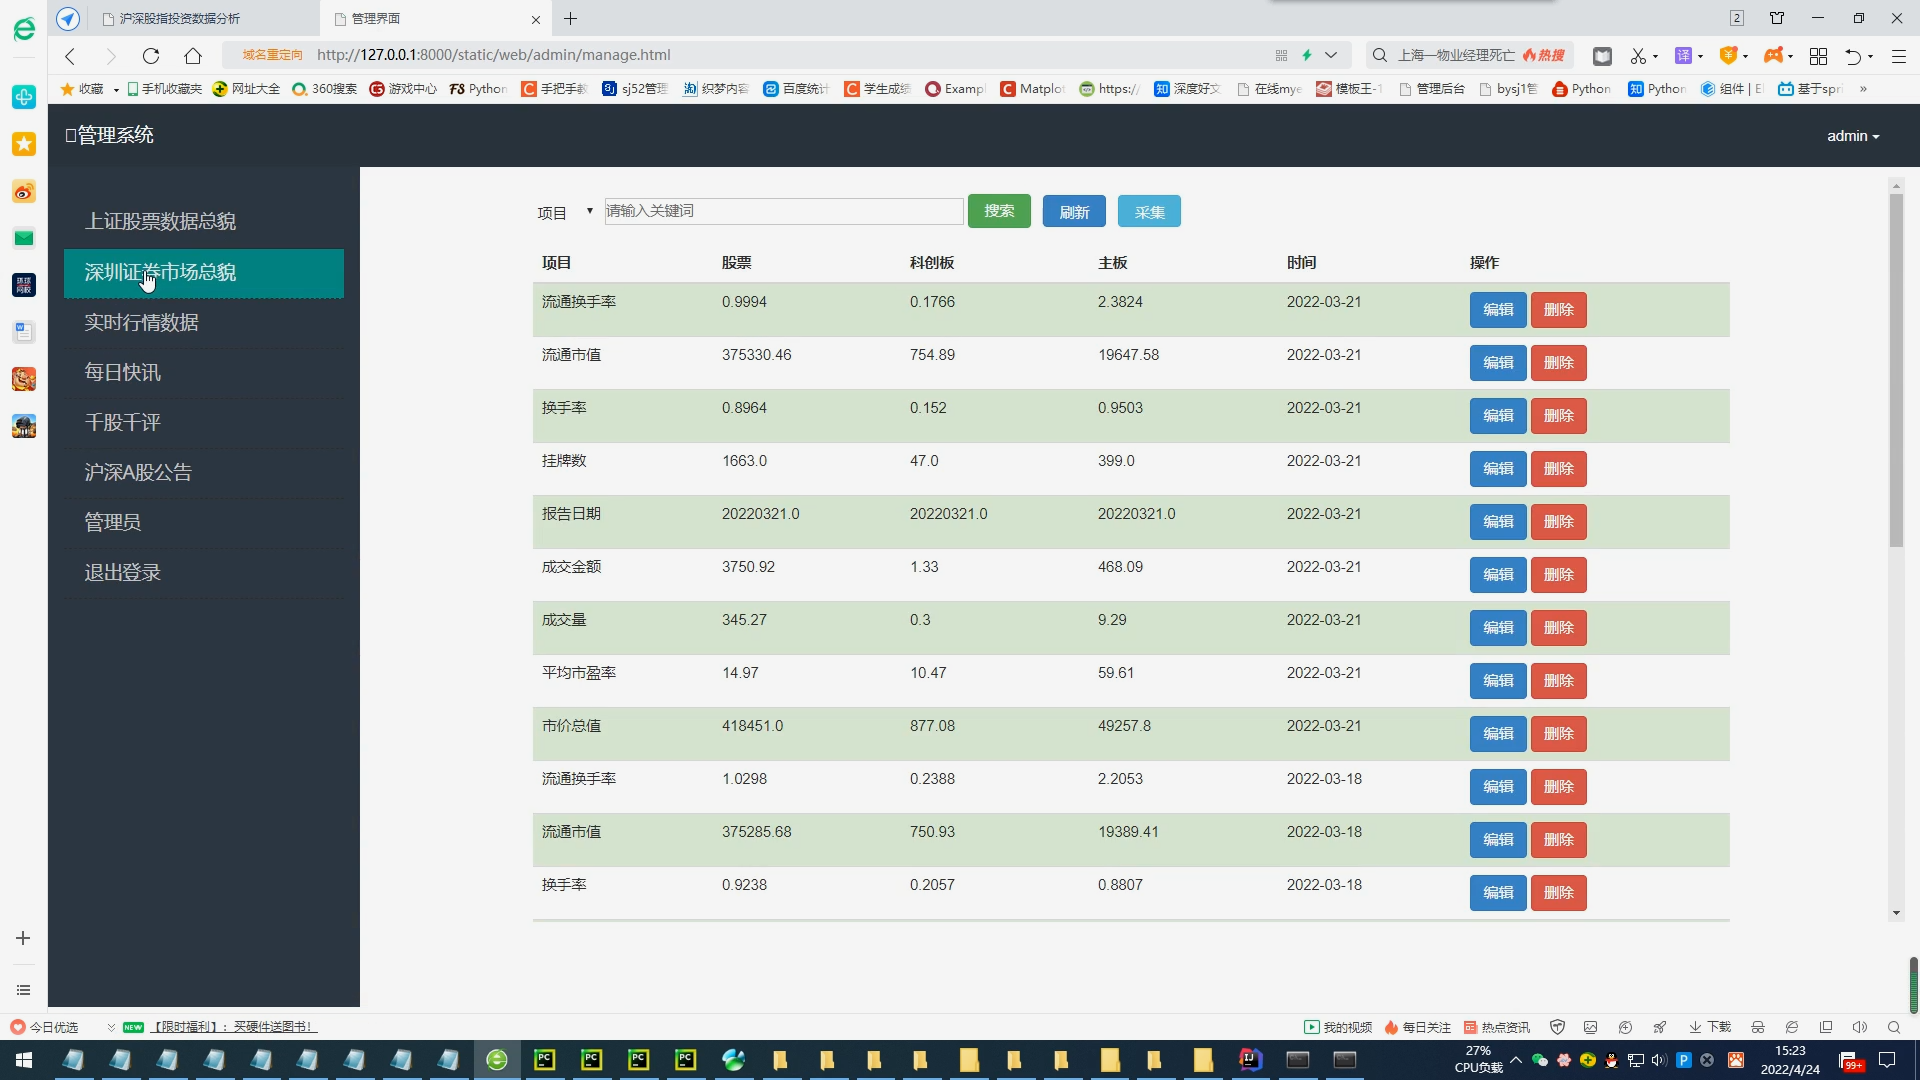 沪深股指投资数据分析
管理界面
2
域名重定向
http://127.0.0.1:8000/static/web/admin/manage.html
上海一物业经理死亡
热搜
收藏
手机收藏夹
网址大全
360搜索
游戏中心
Python
手把手教
sj52管理
织梦内容
百度统计
学生成绩
Exampl
Matplot
https:/
深度好文
在线mye
模板王-1
管理后台
bysj1管
Python
Python
组件 | El
基于spri
»
管理系统
admin
上证股票数据总貌
深圳证券市场总貌
实时行情数据
每日快讯
千股千评
沪深A股公告
管理员
退出登录
项目 请输入关键词 搜索 刷新 采集
项目 股票 科创板 主板 时间 操作
流通换手率 0.9994 0.1766 2.3824 2022-03-21 编辑 删除
流通市值 375330.46 754.89 19647.58 2022-03-21 编辑 删除
换手率 0.8964 0.152 0.9503 2022-03-21 编辑 删除
挂牌数 1663.0 47.0 399.0 2022-03-21 编辑 删除
报告日期 20220321.0 20220321.0 20220321.0 2022-03-21 编辑 删除
成交金额 3750.92 1.33 468.09 2022-03-21 编辑 删除
成交量 345.27 0.3 9.29 2022-03-21 编辑 删除
平均市盈率 14.97 10.47 59.61 2022-03-21 编辑 删除
市价总值 418451.0 877.08 49257.8 2022-03-21 编辑 删除
流通换手率 1.0298 0.2388 2.2053 2022-03-18 编辑 删除
流通市值 375285.68 750.93 19389.41 2022-03-18 编辑 删除
换手率 0.9238 0.2057 0.8807 2022-03-18 编辑 删除
今日优选
NEW
【限时福利】：买硬件送图书！
我的视频
每日关注
热点资讯
下载
27%
CPU负载
15:23
2022/4/24
99+